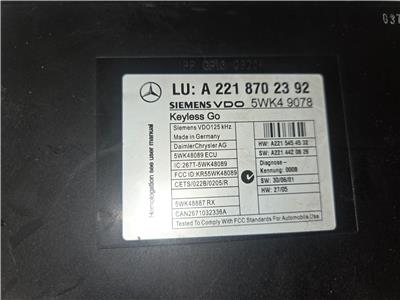 LU: A 221 870 23 92
SIEMENS VDO 5WK4 9078
Keyless Go
Siemens VDO125 kHz
Made in Germany
DaimlerChrysler AG
5WK48089 ECU
IC:267T-5WK48089
FCC ID:KR55WK48089
CETS/022B/0205/R
5WK48887 RX
CAN2671032336A
HW: A221 545 45 32
SW: A221 442 08 26
Diagnose –
Kennung: 0008
SW: 30/06/01
HW: 27/05
Tested To Comply With FCC Standards For Automobile Use
Homologation see user manual